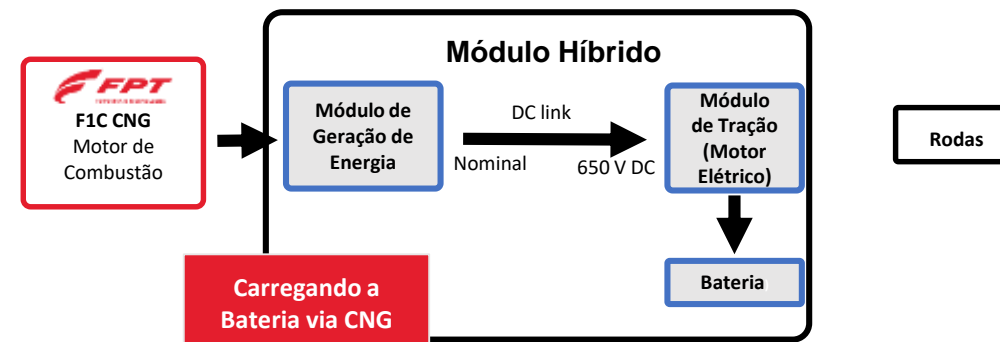 Módulo Híbrido
FPT
F1C CNG
Motor de
Combustão
Módulo de
Geração de
Energia
DC link
Nominal
650 V DC
Módulo
de Tração
(Motor
Elétrico)
Rodas
Bateria
Carregando a
Bateria via CNG